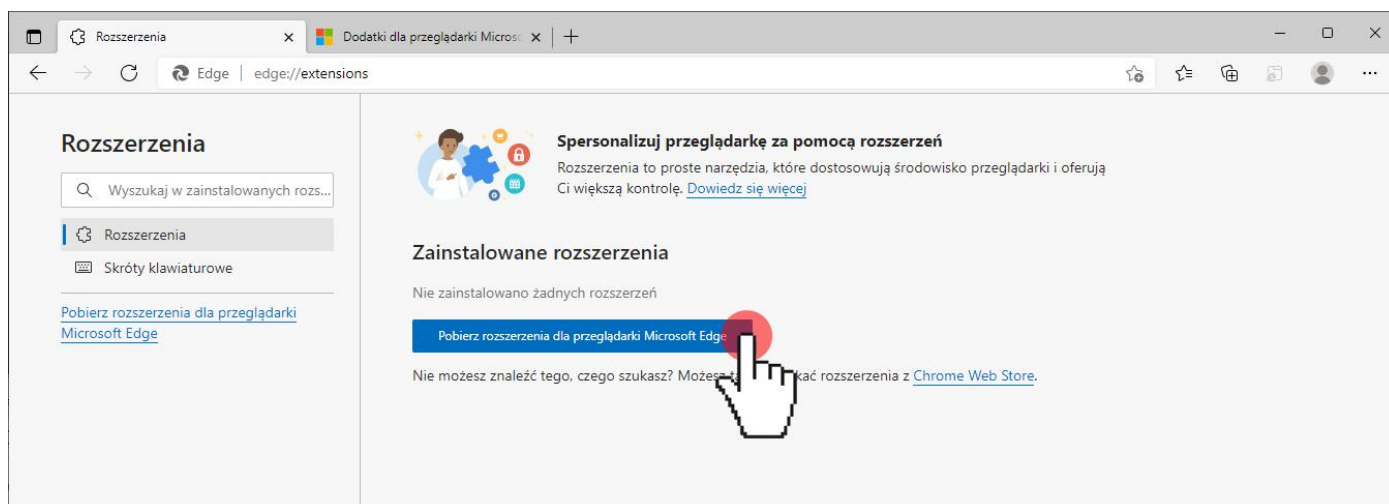 Rozszerzenia
Dodatki dla przeglądarki Micros
Edge
edge://extensions
Rozszerzenia
Wyszukaj w zainstalowanych rozs...
Rozszerzenia
Skróty klawiaturowe
Pobierz rozszerzenia dla przeglądarki
Microsoft Edge
Spersonalizuj przeglądarkę za pomocą rozszerzeń
Rozszerzenia to proste narzędzia, które dostosowują środowisko przeglądarki i oferują
Ci większą kontrolę. Dowiedz się więcej
Zainstalowane rozszerzenia
Nie zainstalowano żadnych rozszerzeń
Pobierz rozszerzenia dla przeglądarki Microsoft Edge
Nie możesz znaleźć tego, czego szukasz? Możesz rozszerzenia z Chrome Web Store.